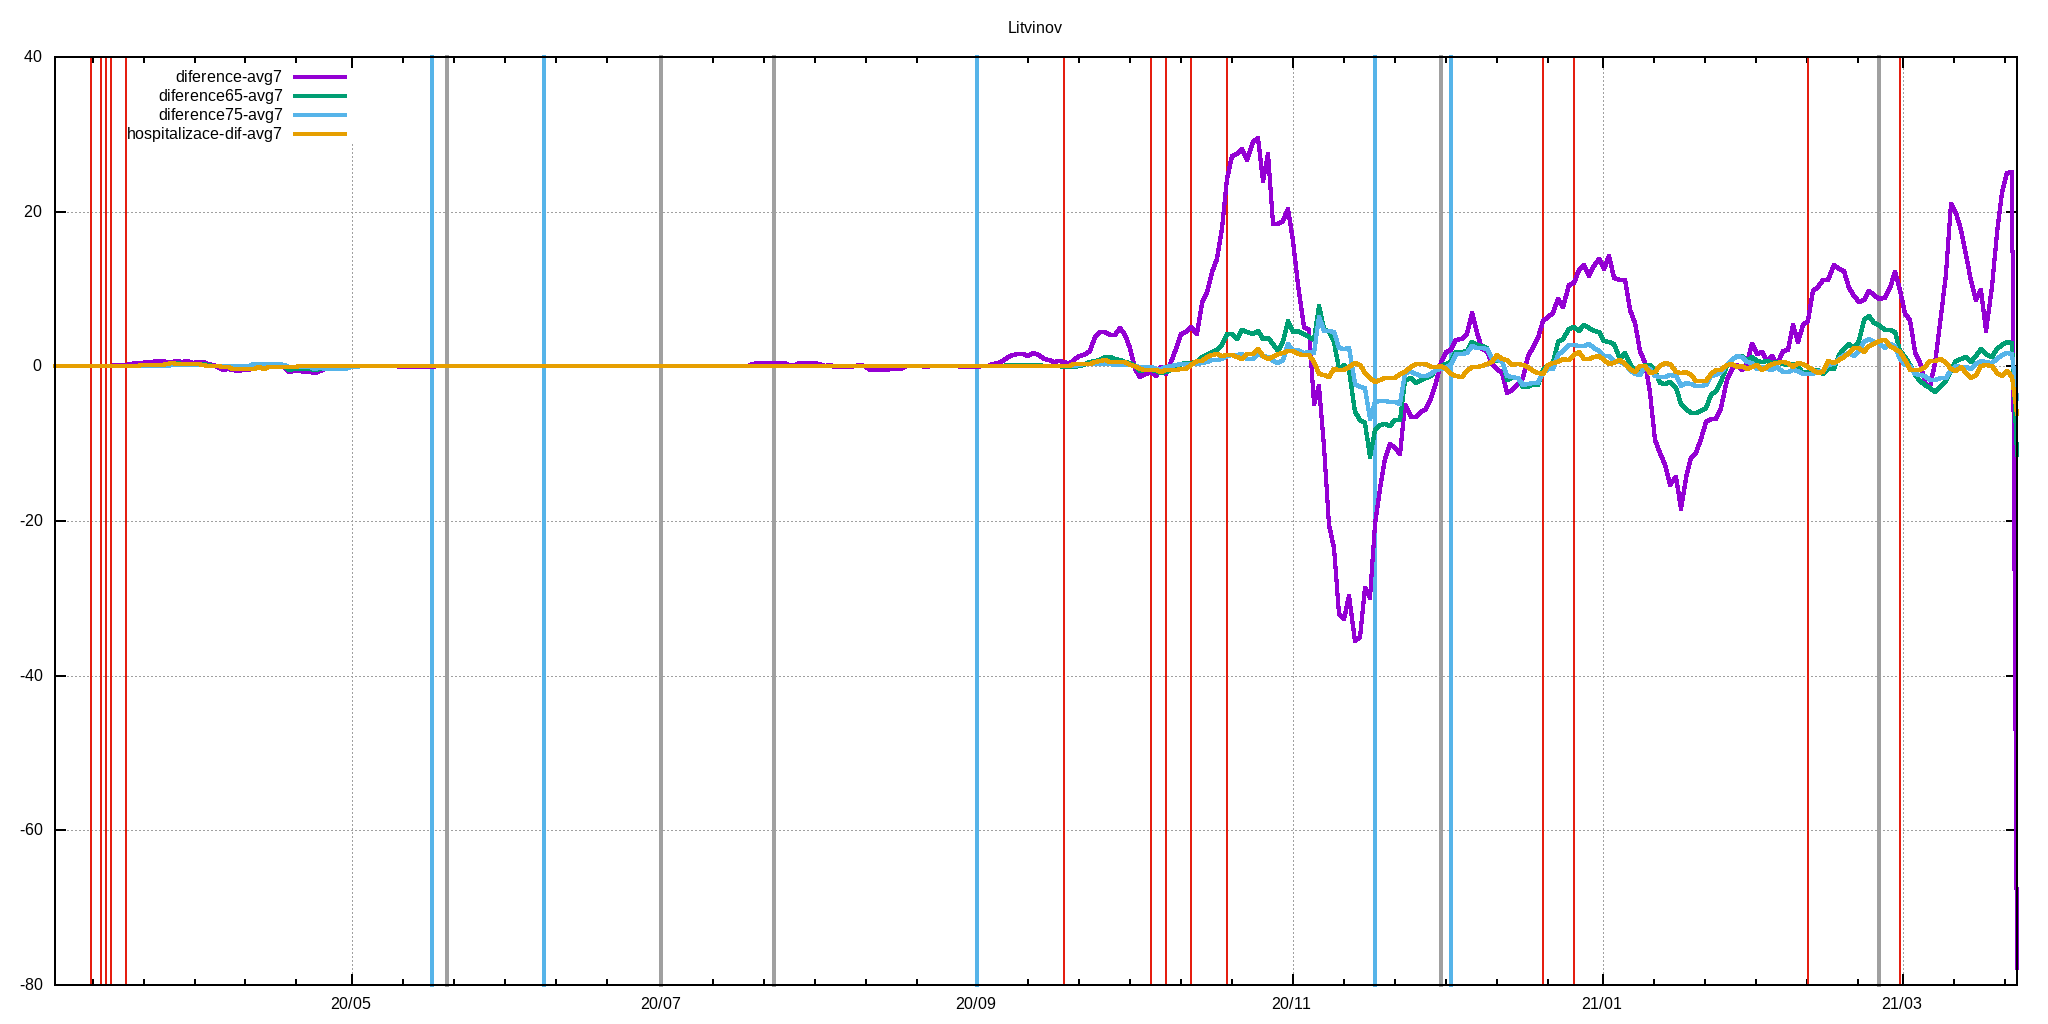 Litvinov
40
diference-avg7
diference65-avg7
diference75-avg7
hospitalizace-dif-avg7
20
0
-20
-40
-60
-80
20/05 20/07 20/09 20/11 21/01 21/03